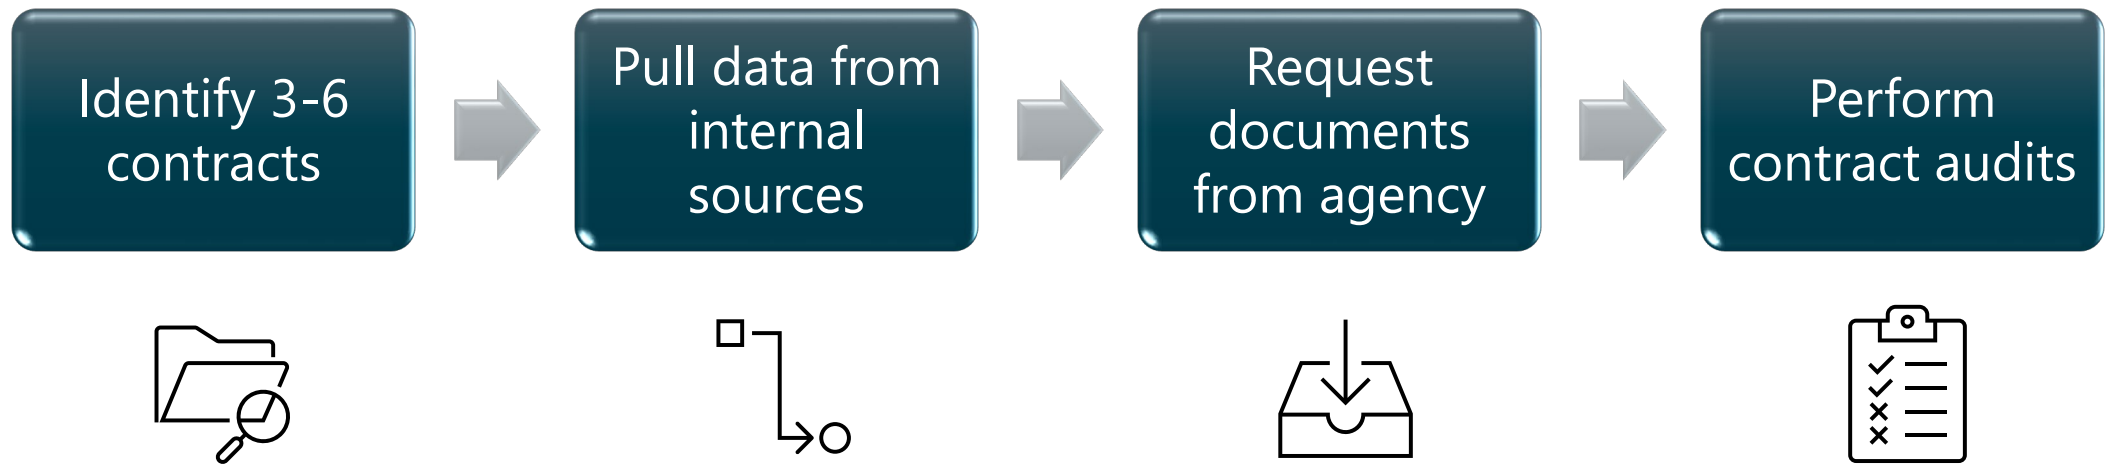 Identify 3-6
contracts
Pull data from
internal
sources
Request
documents
from agency
Perform
contract audits